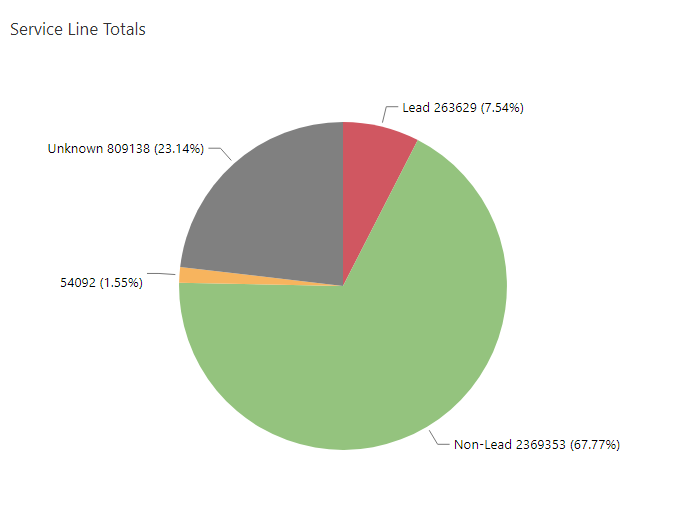 Service Line Totals
Lead 263629 (7.54%)
Unknown 809138 (23.14%)
54092 (1.55%)
Non-Lead 2369353 (67.77%)